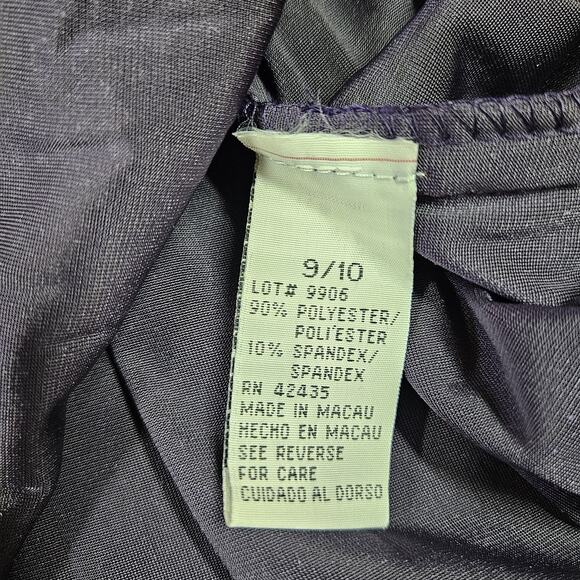 9/10
LOT# 9906
90% POLYESTER/
POLI'ESTER
10% SPANDEX/
SPANDEX
RN 42435
MADE IN MACAU
HECHO EN MACAU
SEE REVERSE
FOR CARE
CUIDADO AL DORSO